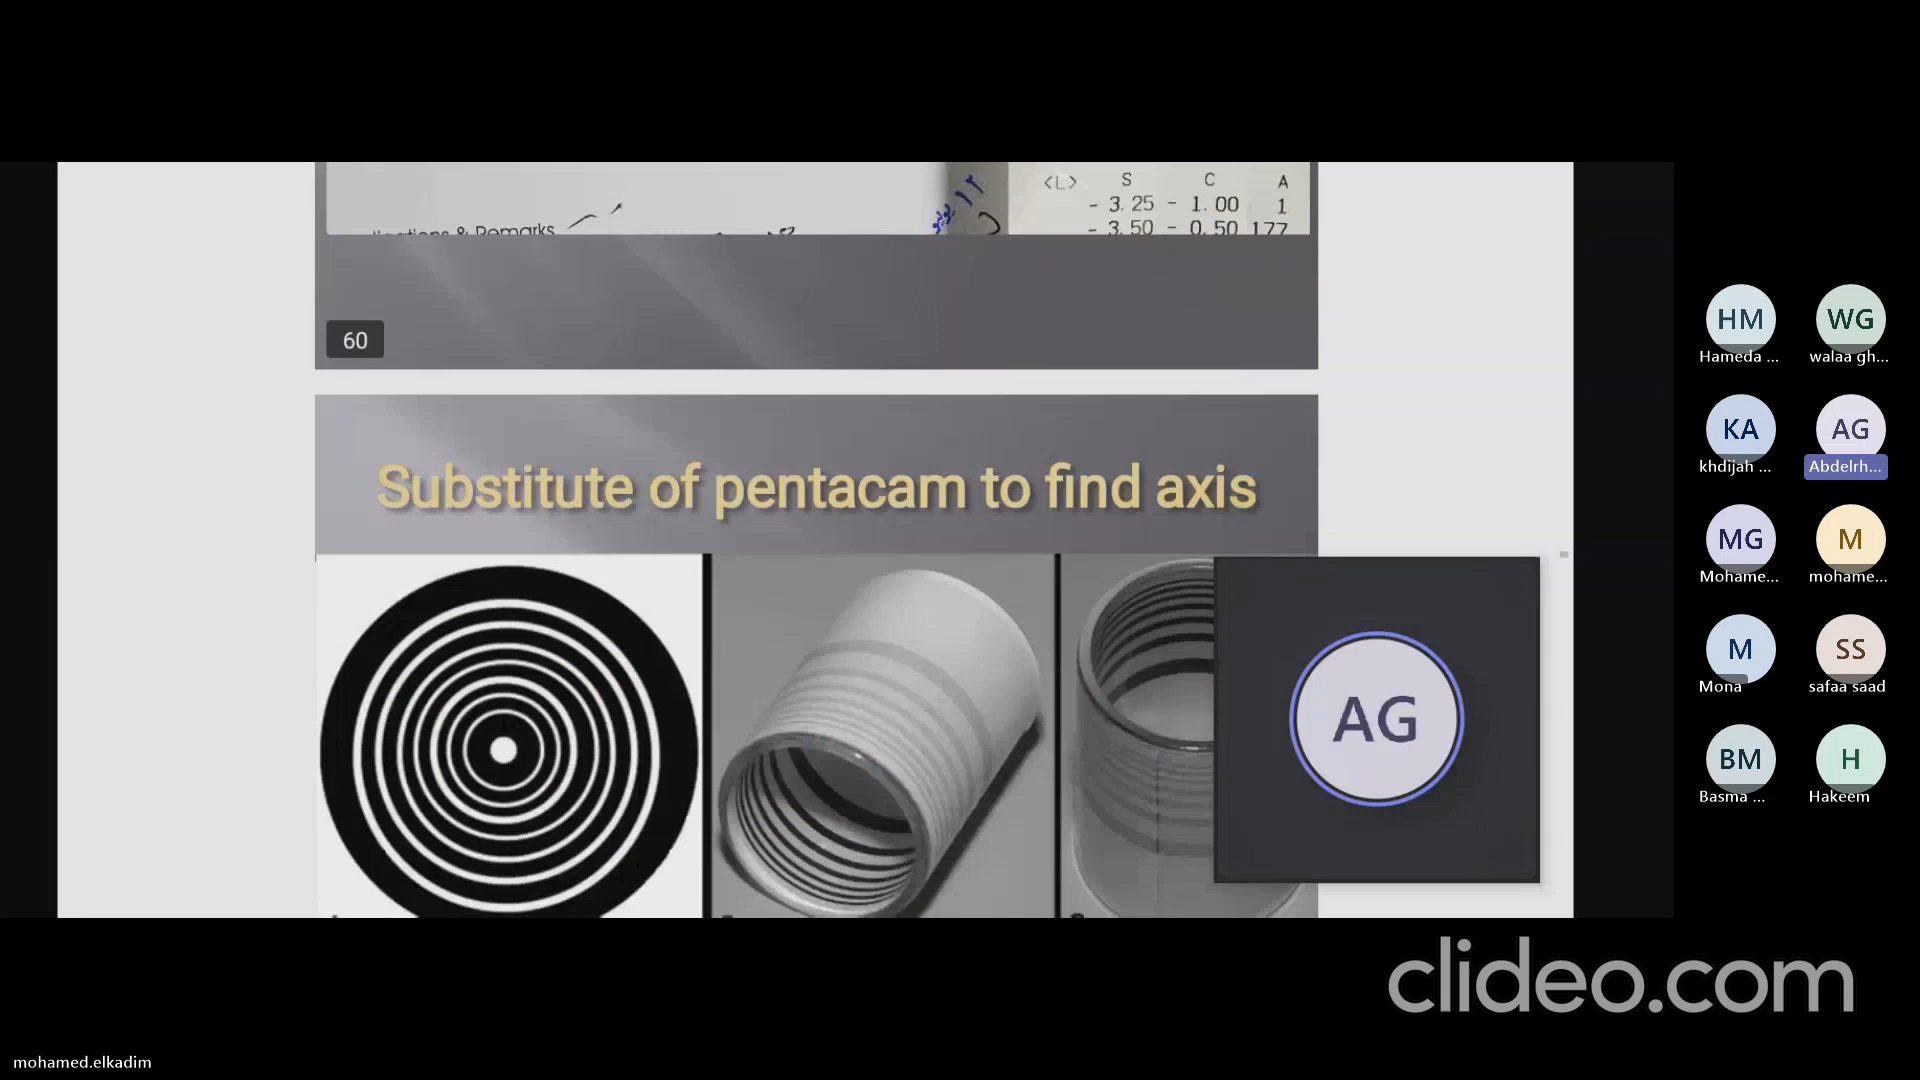 <L> S C A
- 3.25 - 1.00 1
- 3.50 - 0.50 177
& Remarks
60
Substitute of pentacam to find axis
AG
HM
Hameda ...
WG
walaa gh...
KA
khdijah ...
AG
Abdelrh...
MG
Mohame...
M
mohame...
M
Mona
SS
safaa saad
BM
Basma ...
H
Hakeem
clideo.com
mohamed.elkadim